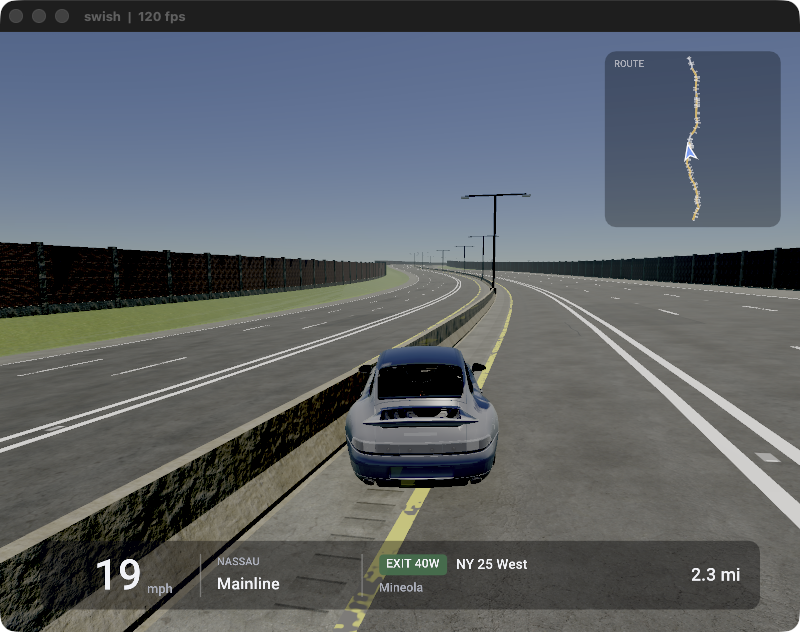 swish | 120 fps
ROUTE
19 mph
NASSAU
Mainline
EXIT 40W NY 25 West
Mineola
2.3 mi